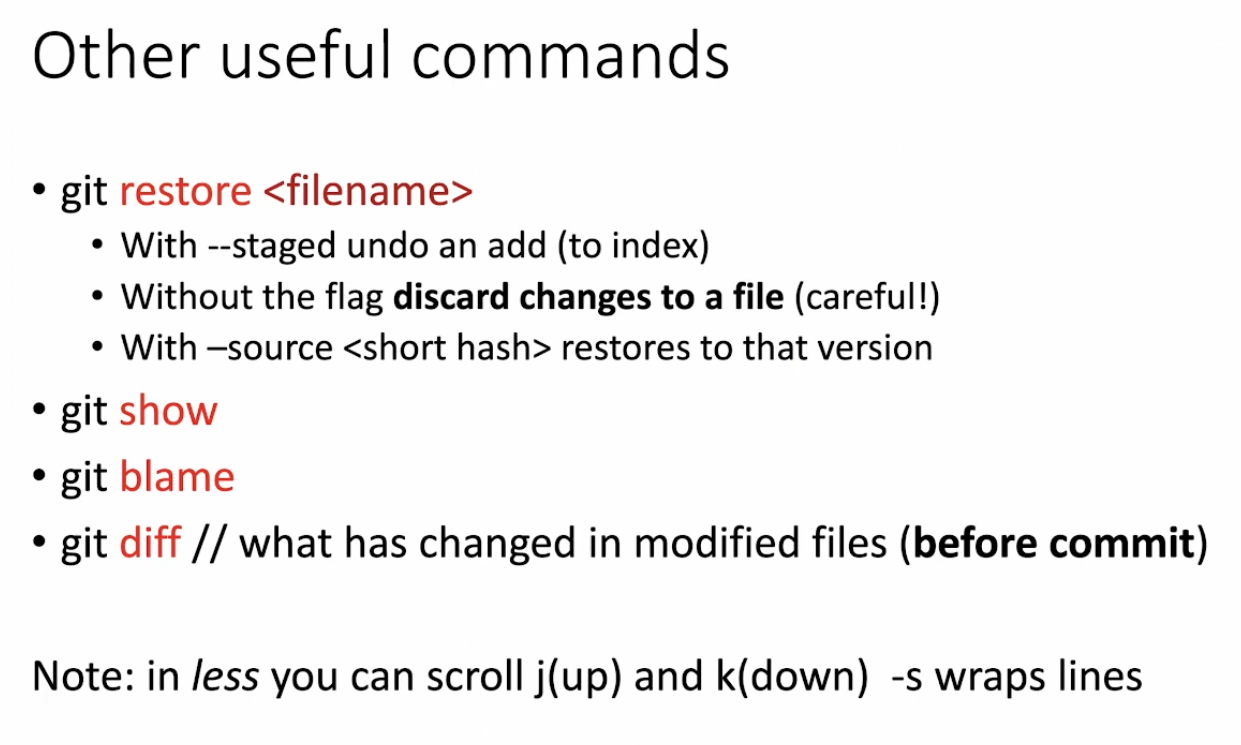 Other useful commands
• git restore <filename>
• With --staged undo an add (to index)
• Without the flag discard changes to a file (careful!)
• With –source <short hash> restores to that version
• git show
• git blame
• git diff // what has changed in modified files (before commit)
Note: in less you can scroll j(up) and k(down) -s wraps lines